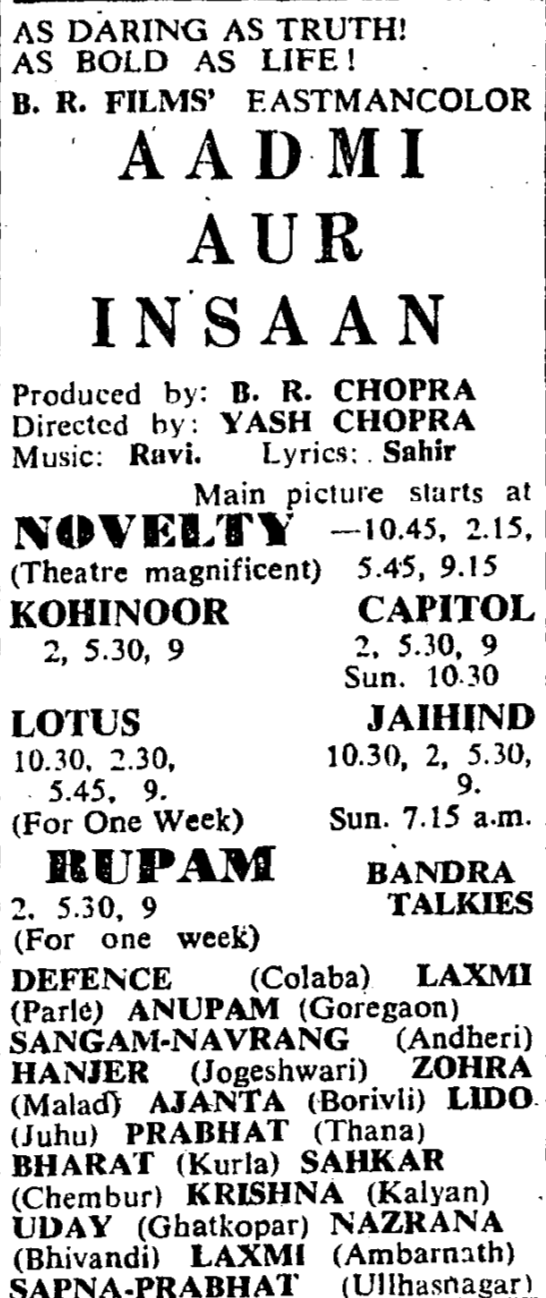 AS DARING AS TRUTH!
AS BOLD AS LIFE!
B. R. FILMS' EASTMANCOLOR
AADMI
AUR
INSAAN
Produced by: B. R. CHOPRA
Directed by: YASH CHOPRA
Music: Ravi. Lyrics: Sahir
Main picture starts at
NOVELTY —10.45, 2.15,
(Theatre magnificent) 5.45, 9.15
KOHINOOR CAPITOL
2, 5.30, 9 2, 5.30, 9
Sun. 10.30
LOTUS JAIHIND
10.30, 2.30, 10.30, 2, 5.30,
5.45, 9. 9.
(For One Week) Sun. 7.15 a.m.
RUPAM BANDRA
2, 5.30, 9 TALKIES
(For one week)
DEFENCE (Colaba) LAXMI
(Parle) ANUPAM (Goregaon)
SANGAM-NAVRANG (Andheri)
HANJER (Jogeshwari) ZOHRA
(Malad) AJANTA (Borivli) LIDO
(Juhu) PRABHAT (Thana)
BHARAT (Kurla) SAHKAR
(Chembur) KRISHNA (Kalyan)
UDAY (Ghatkopar) NAZRANA
(Bhivandi) LAXMI (Ambarnath)
SAPNA-PRABHAT (Ullhasnagar)